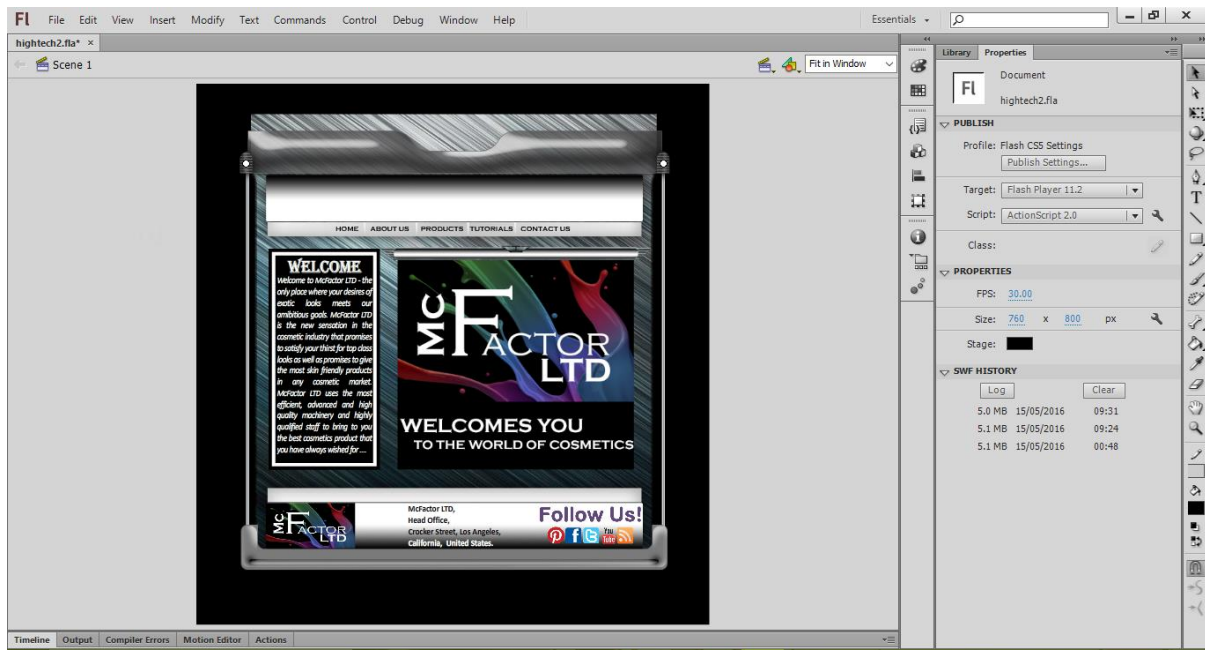 Fl File Edit View Insert Modify Text Commands Control Debug Window Help Essentials
hightech2.fla* ×
Scene 1 Fit in Window
HOME ABOUT US PRODUCTS TUTORIALS CONTACT US
WELCOME
Welcome to McFactor LTD - the
only place where your desires of
exotic looks meets our
ambitious goals. McFactor LTD
is the new sensation in the
cosmetic industry that promises
to satisfy your thirst for top class
looks as well as promises to give
the most skin friendly products
in any cosmetic market.
McFactor LTD uses the most
efficient, advanced and high
quality machinery and highly
qualified staff to bring to you
the best cosmetics product that
you have always wished for ...
Mc FACTOR
LTD
WELCOMES YOU
TO THE WORLD OF COSMETICS
Mc FACTOR
LTD
McFactor LTD,
Head Office,
Crocker Street, Los Angeles,
California, United States.
Follow Us!
You
Tube
Timeline Output Compiler Errors Motion Editor Actions
Library Properties
Fl
Document
hightech2.fla
PUBLISH
Profile: Flash CS5 Settings
Publish Settings...
Target: Flash Player 11.2
Script: ActionScript 2.0
Class:
PROPERTIES
FPS: 30.00
Size: 760 x 800 px
Stage:
SWF HISTORY
Log Clear
5.0 MB 15/05/2016 09:31
5.1 MB 15/05/2016 09:24
5.1 MB 15/05/2016 00:48